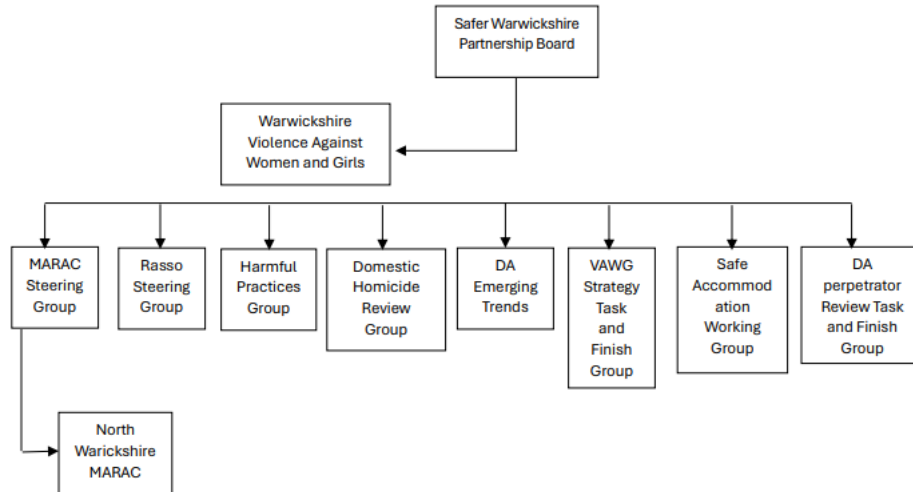 Safer Warwickshire
Partnership Board
Warwickshire
Violence Against
Women and Girls
MARAC
Steering
Group
Rasso
Steering
Group
Harmful
Practices
Group
Domestic
Homicide
Review
Group
DA
Emerging
Trends
VAWG
Strategy
Task
and
Finish
Group
Safe
Accommod
ation
Working
Group
DA
perpetrator
Review Task
and Finish
Group
North
Warickshire
MARAC